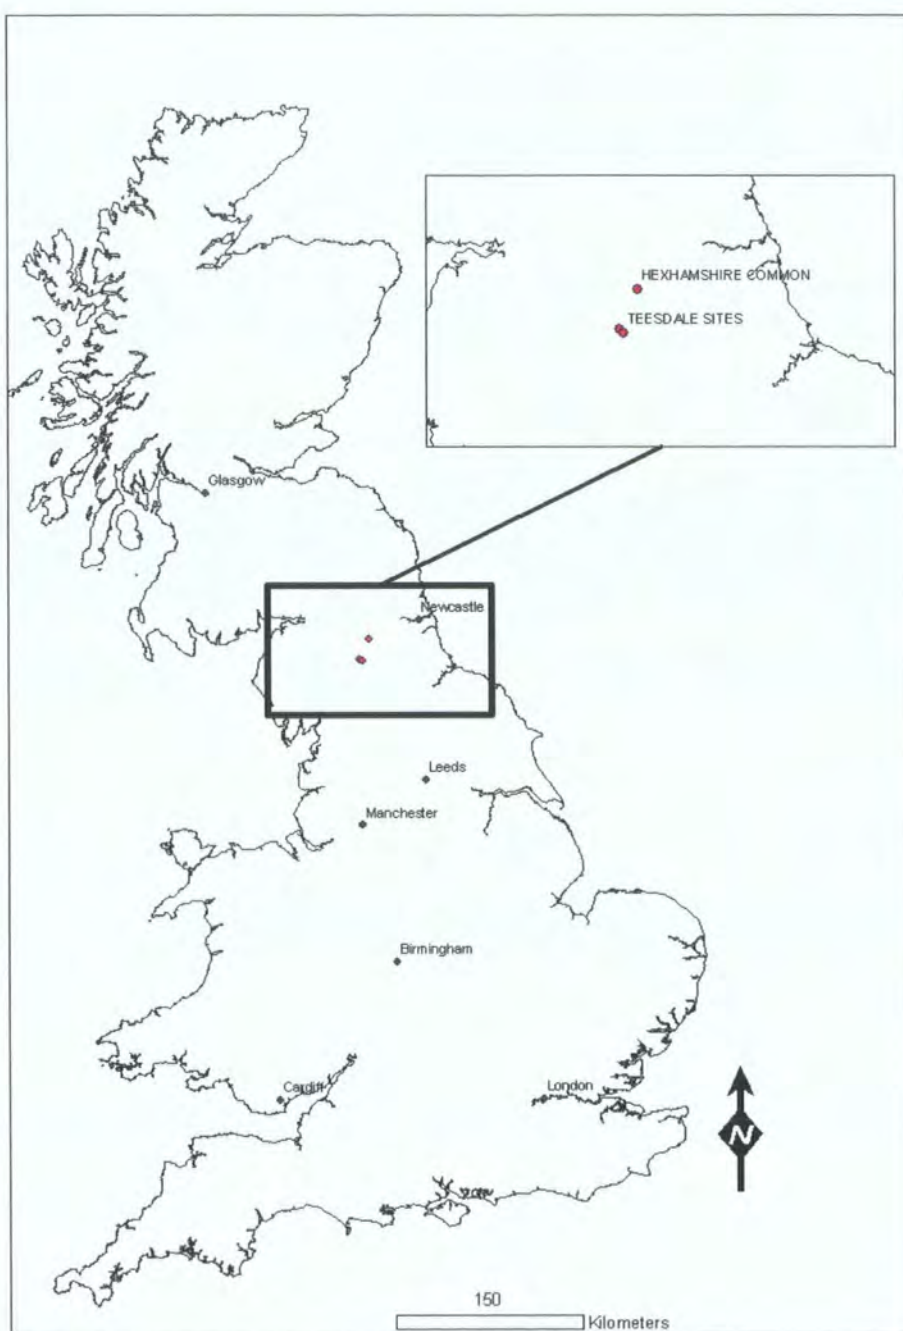 HEXHAMSHIRE COMMON
TEESDALE SITES
Glasgow
Newcastle
Leeds
Manchester
Birmingham
Cardiff
London
N
150
Kilometers